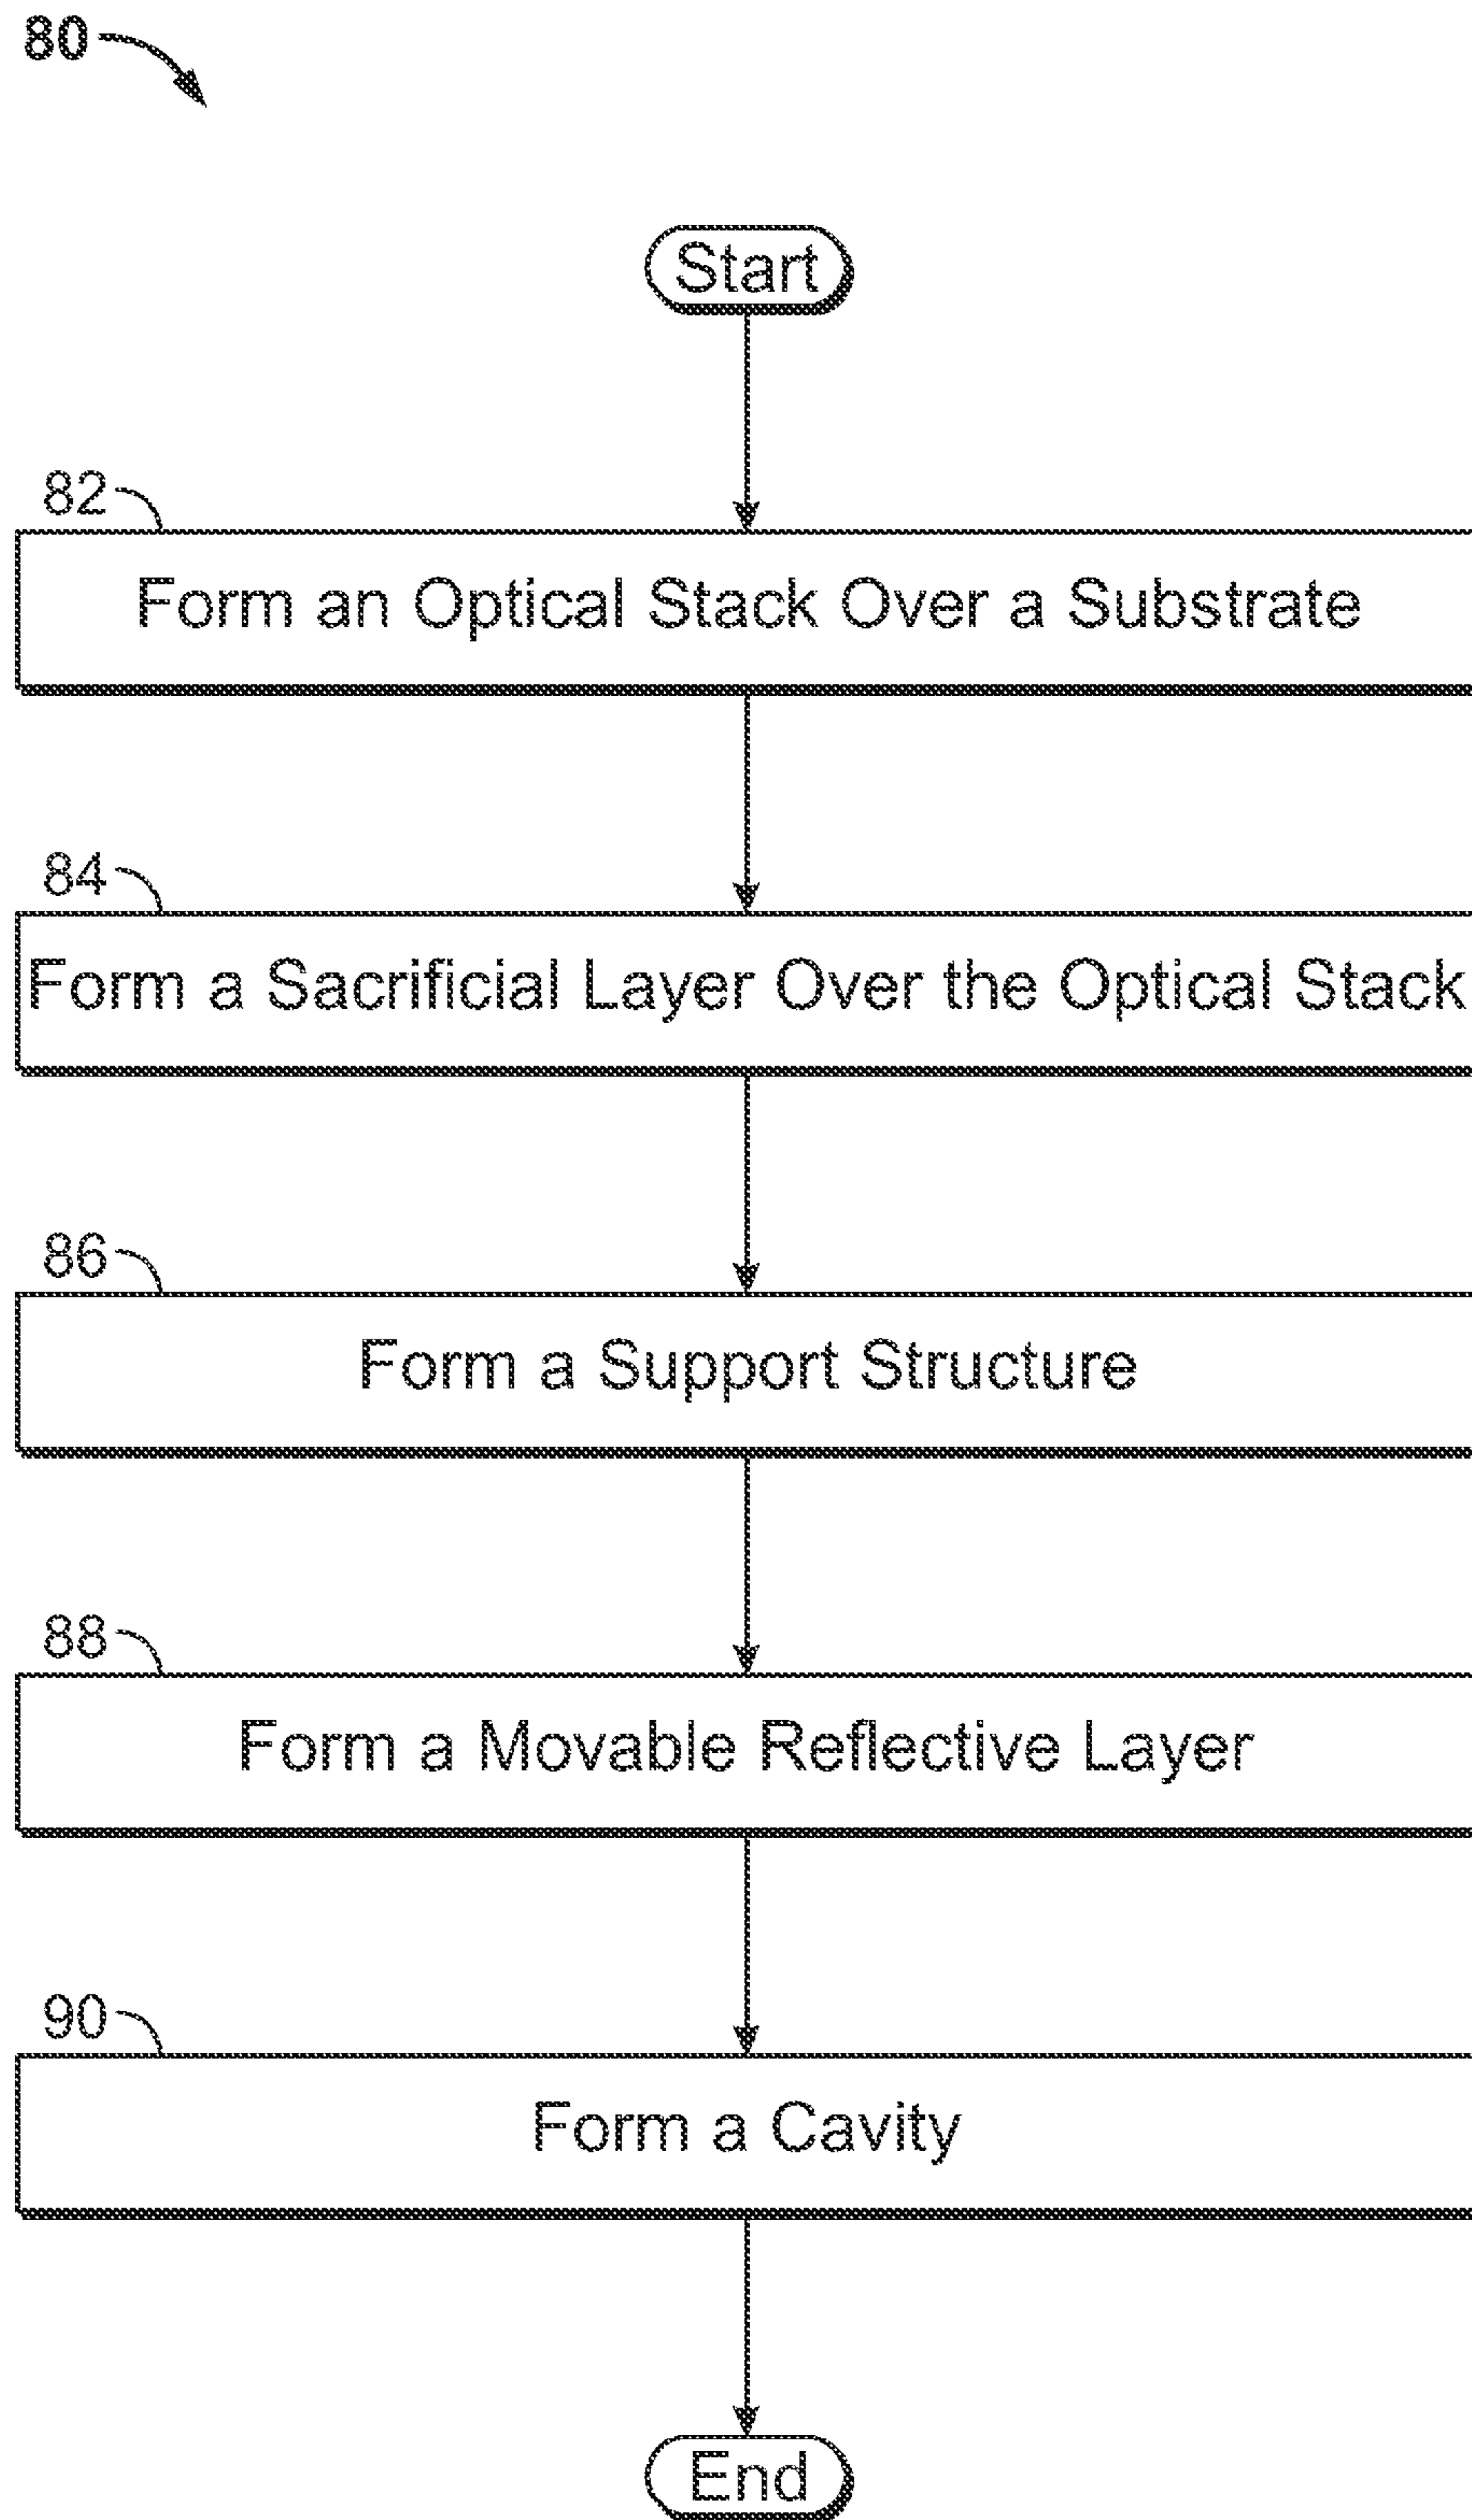 80
Start
82
Form an Optical Stack Over a Substrate
84
Form a Sacrificial Layer Over the Optical Stack
86
Form a Support Structure
88
Form a Movable Reflective Layer
90
Form a Cavity
End